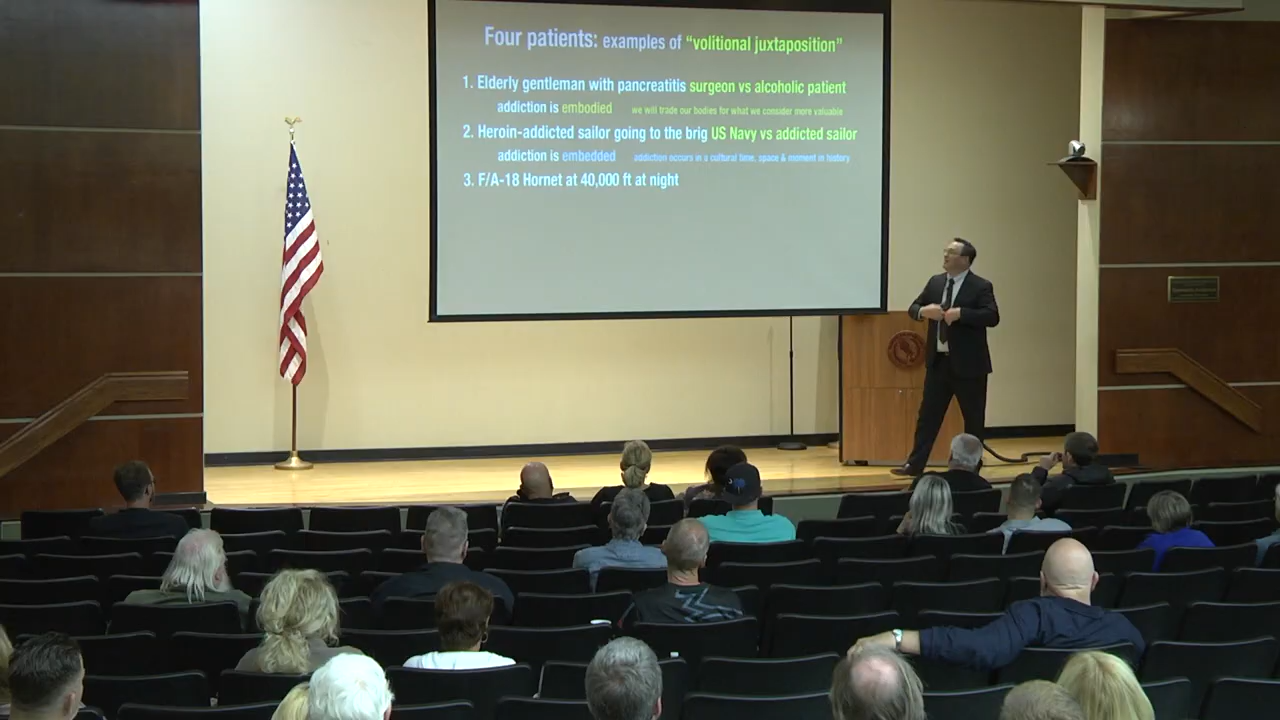 Four patients: examples of “volitional juxtaposition”
1. Elderly gentleman with pancreatitis surgeon vs alcoholic patient
addiction is embodied we will trade our bodies for what we consider more valuable
2. Heroin-addicted sailor going to the brig US Navy vs addicted sailor
addiction is embedded addiction occurs in a cultural time, space & moment in history
3. F/A-18 Hornet at 40,000 ft at night